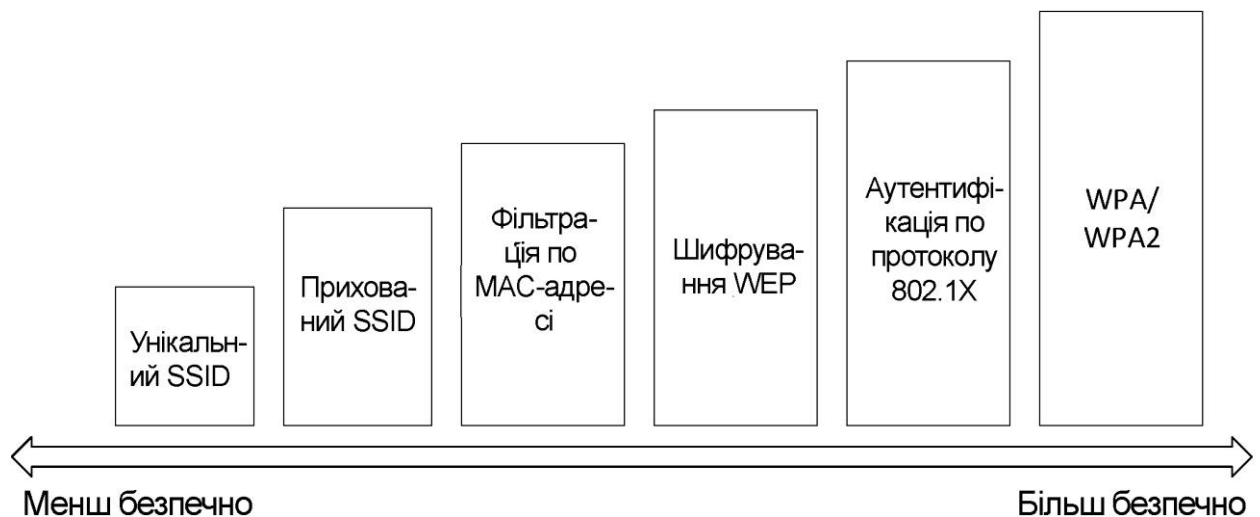 Унікальн-
ий SSID
Прихова-
ний SSID
Фільтра-
ція по
MAC-адре-
сі
Шифрува-
ння WEP
Аутентифі-
кація по
протоколу
802.1X
WPA/
WPA2
Менш безпечно
Більш безпечно